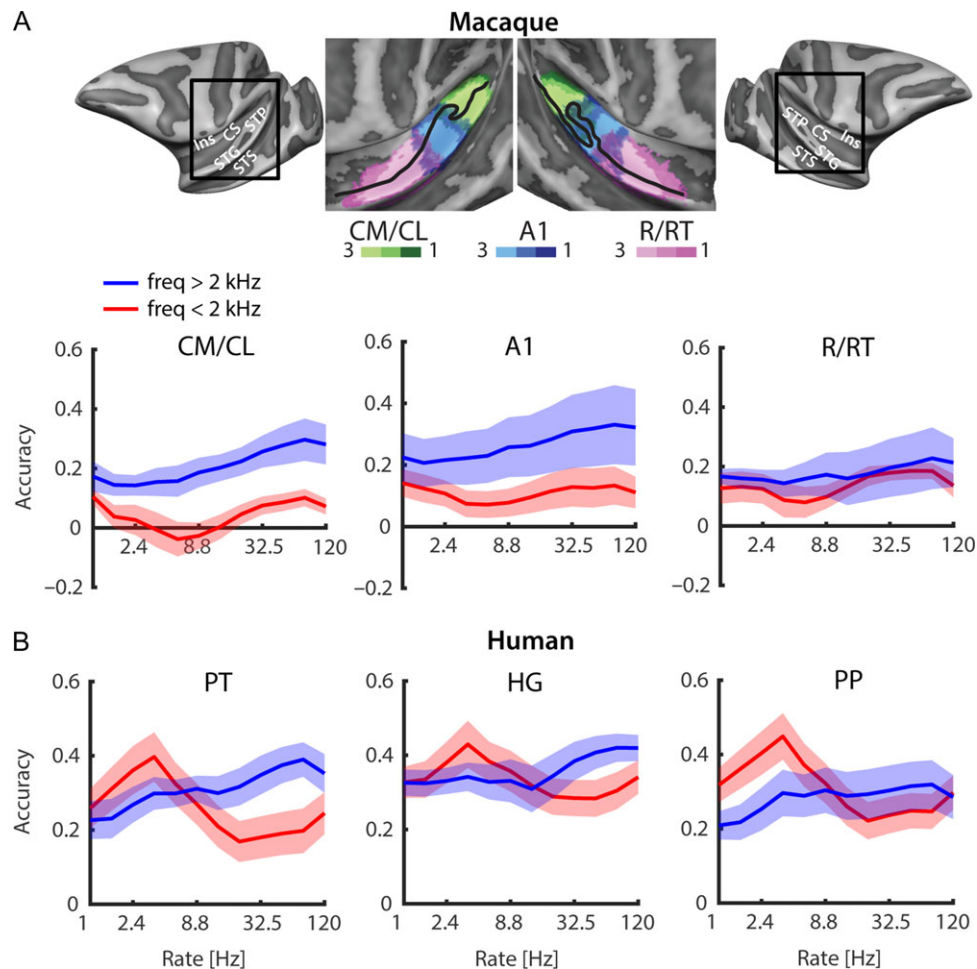 A
Macaque
Ins CS STP
STG
STS
STP CS Ins
STS STG
CM/CL A1 R/RT
3 1 3 1 3 1
freq > 2 kHz
freq < 2 kHz
CM/CL A1 R/RT
Accuracy
0.6 0.6 0.6
0.4 0.4 0.4
0.2 0.2 0.2
0 0 0
2.4 8.8 32.5 120 2.4 8.8 32.5 120 2.4 8.8 32.5 120
−0.2 −0.2 −0.2
B
Human
PT HG PP
Accuracy
0.6 0.6 0.6
0.4 0.4 0.4
0.2 0.2 0.2
0 0 0
1 2.4 8.8 32.5 120 1 2.4 8.8 32.5 120 1 2.4 8.8 32.5 120
Rate [Hz] Rate [Hz] Rate [Hz]